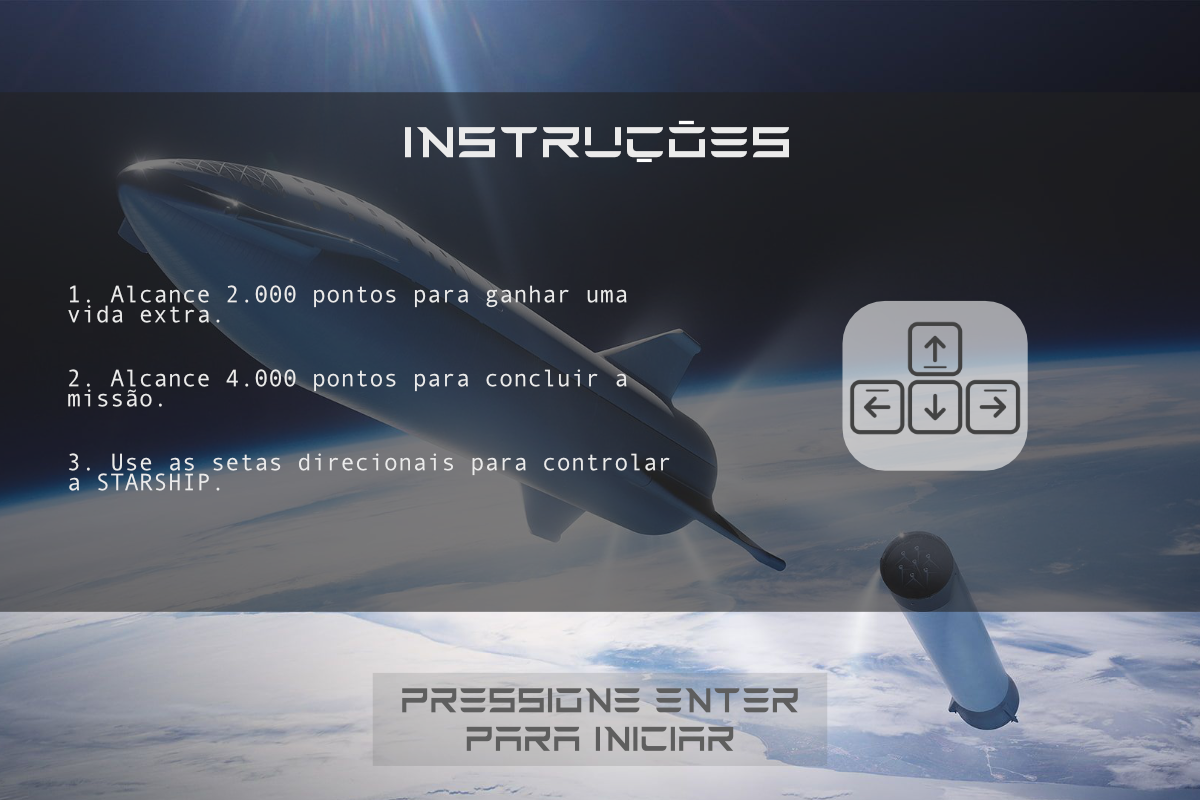 INSTRUÇÕES
1. Alcance 2.000 pontos para ganhar uma
vida extra.
2. Alcance 4.000 pontos para concluir a
missão.
3. Use as setas direcionais para controlar
a STARSHIP.
PRESSIONE ENTER
PARA INICIAR